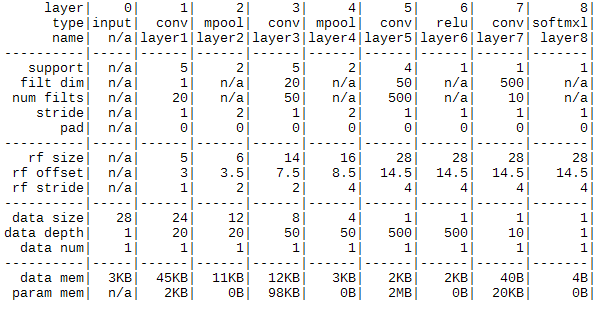 layer| 0| 1| 2| 3| 4| 5| 6| 7| 8|
type| input| conv| mpool| conv| mpool| conv| relu| conv|softmxl|
name| n/a|layer1|layer2|layer3|layer4|layer5|layer6|layer7| layer8|
----------|------|------|------|------|------|------|------|------|-------|
support| n/a| 5| 2| 5| 2| 4| 1| 1| 1|
filt dim| n/a| 1| n/a| 20| n/a| 50| n/a| 500| n/a|
num filts| n/a| 20| n/a| 50| n/a| 500| n/a| 10| n/a|
stride| n/a| 1| 2| 1| 2| 1| 1| 1| 1|
pad| n/a| 0| 0| 0| 0| 0| 0| 0| 0|
----------|------|------|------|------|------|------|------|------|-------|
rf size| n/a| 5| 6| 14| 16| 28| 28| 28| 28|
rf offset| n/a| 3| 3.5| 7.5| 8.5| 14.5| 14.5| 14.5| 14.5|
rf stride| n/a| 1| 2| 2| 4| 4| 4| 4| 4|
----------|------|------|------|------|------|------|------|------|-------|
data size| 28| 24| 12| 8| 4| 1| 1| 1| 1|
data depth| 1| 20| 20| 50| 50| 500| 500| 10| 1|
data num| 1| 1| 1| 1| 1| 1| 1| 1| 1|
----------|------|------|------|------|------|------|------|------|-------|
data mem| 3KB| 45KB| 11KB| 12KB| 3KB| 2KB| 2KB| 40B| 4B|
param mem| n/a| 2KB| 0B| 98KB| 0B| 2MB| 0B| 20KB| 0B|